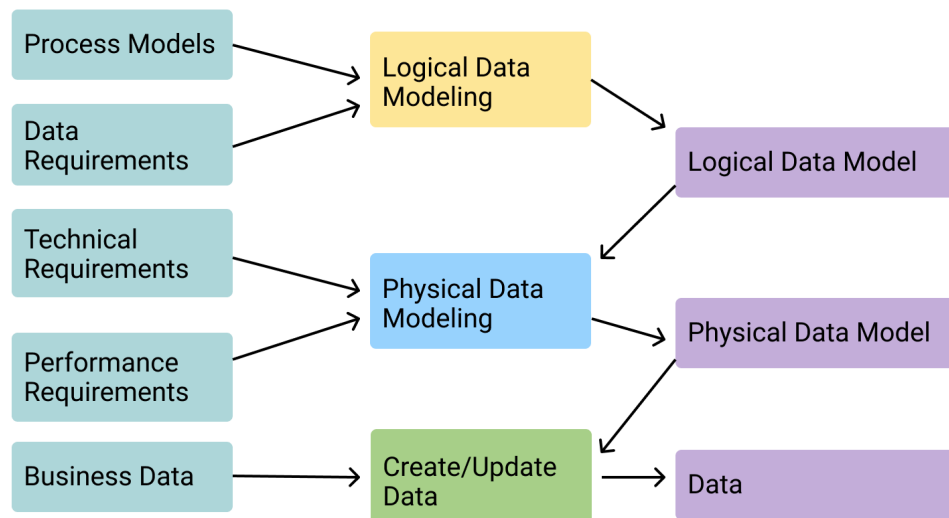 Process Models
Data
Requirements
Technical
Requirements
Performance
Requirements
Business Data
Logical Data
Modeling
Physical Data
Modeling
Create/Update
Data
Logical Data Model
Physical Data Model
Data